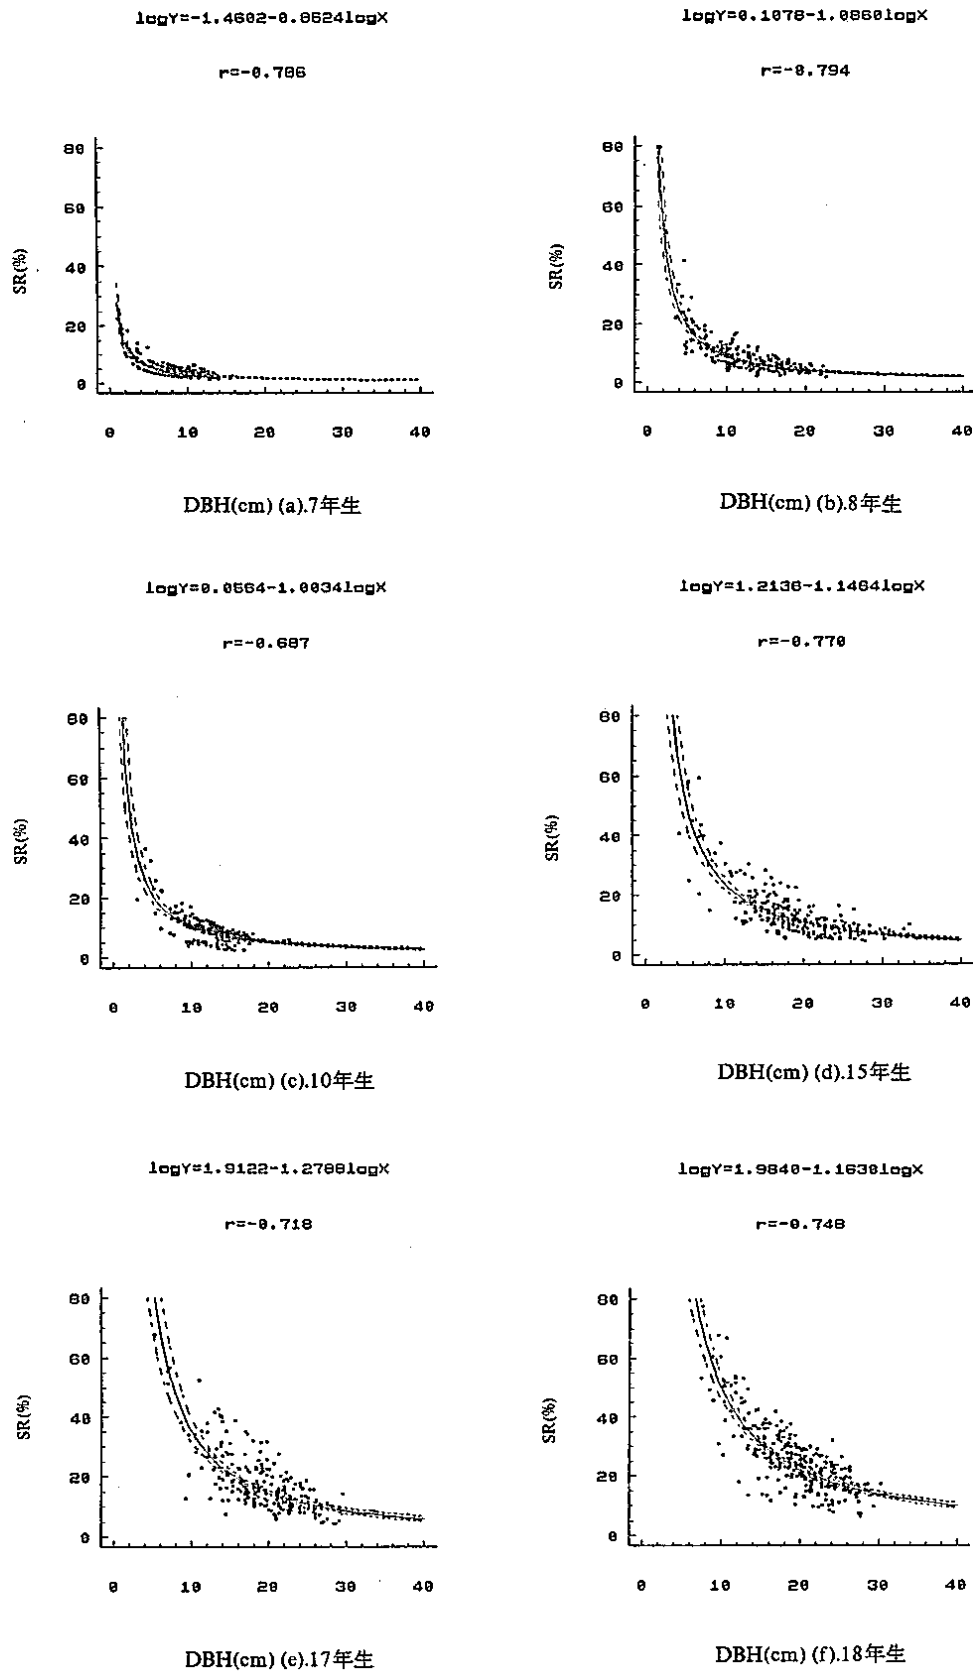 logY=-1.4602-0.8524logX
r=-0.786
SR(%)
80
60
40
20
0
0 10 20 30 40
DBH(cm) (a).7年生
logY=0.1078-1.0860logX
r=-0.794
SR(%)
80
60
40
20
0
0 10 20 30 40
DBH(cm) (b).8年生
logY=0.0564-1.0034logX
r=-0.687
SR(%)
80
60
40
20
0
0 10 20 30 40
DBH(cm) (c).10年生
logY=1.2136-1.1464logX
r=-0.770
SR(%)
80
60
40
20
0
0 10 20 30 40
DBH(cm) (d).15年生
logY=1.9122-1.2788logX
r=-0.718
SR(%)
80
60
40
20
0
0 10 20 30 40
DBH(cm) (e).17年生
logY=1.9840-1.1630logX
r=-0.748
SR(%)
80
60
40
20
0
0 10 20 30 40
DBH(cm) (f).18年生